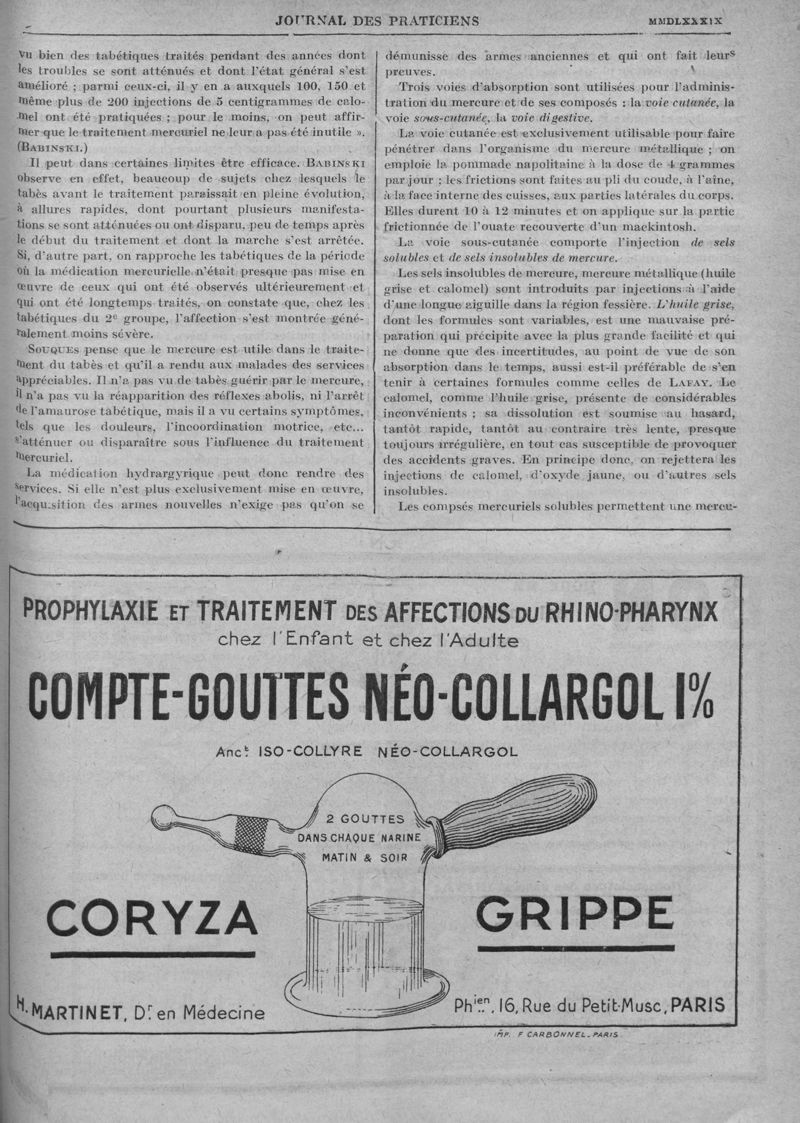 JOURNAL DES PRATICIENS
MMDLXXXIX
vu bien des tabétiques traités pendant des années dont
les troubles se sont atténués et dont l'état général s'est
amélioré ; parmi ceux-ci, il y en a auxquels 100, 150 et
même plus de 200 injections de 5 centigrammes de calo-
mel ont été pratiquées ; pour le moins, on peut affir-
mer que le traitement mercuriel ne leur a pas été inutile ».
(BABINSKI.)
Il peut dans certaines limites être efficace. BABINSKI
observe en effet, beaucoup de sujets chez lesquels le
tabès avant le traitement paraissait en pleine évolution,
à allures rapides, dont pourtant plusieurs manifesta-
tions se sont atténuées ou ont disparu, peu de temps après
le début du traitement et dont la marche s'est arrêtée.
Si, d'autre part, on rapproche les tabétiques de la période
où la médication mercurielle n'était presque pas mise en
œuvre de ceux qui ont été observés ultérieurement et
qui ont été longtemps traités, on constate que, chez les
tabétiques du 2e groupe, l'affection s'est montrée géné-
ralement moins sévère.
SOUQUES pense que le mercure est utile dans le traite-
ment du tabès et qu'il a rendu aux malades des services
appréciables. Il n'a pas vu de tabès guérir par le mercure,
il n'a pas vu la réapparition des réflexes abolis, ni l'arrêt
de l'amaurose tabétique, mais il a vu certains symptômes,
tels que les douleurs, l'incoordination motrice, etc...
s'atténuer ou disparaître sous l'influence du traitement
mercuriel.
La médication hydrargyrique peut donc rendre des
services. Si elle n'est plus exclusivement mise en œuvre,
l'acquisition des armes nouvelles n'exige pas qu'on se
démunisse des armes anciennes et qui ont fait leurs
preuves.
Trois voies d'absorption sont utilisées pour l'adminis-
tration du mercure et de ses composés : la voie cutanée, la
voie sous-cutanée, la voie digestive.
La voie cutanée est exclusivement utilisable pour faire
pénétrer dans l'organisme du mercure métallique ; on
emploie la pommade napolitaine à la dose de 4 grammes
par jour ; les frictions sont faites au pli du coude, à l'aîne,
à la face interne des cuisses, aux parties latérales du corps.
Elles durent 10 à 12 minutes et on applique sur la partie
frictionnée de l'ouate recouverte d'un mackintosh.
La voie sous-cutanée comporte l'injection de sels
solubles et de sels insolubles de mercure.
Les sels insolubles de mercure, mercure métallique (huile
grise et calomel) sont introduits par injections à l'aide
d'une longue aiguille dans la région fessière. L'huile grise,
dont les formules sont variables, est une mauvaise pré-
paration qui précipite avec la plus grande facilité et qui
ne donne que des incertitudes, au point de vue de son
absorption dans le temps, aussi est-il préférable de s'en
tenir à certaines formules comme celles de LAFAY. Le
calomel, comme l'huile grise, présente de considérables
inconvénients ; sa dissolution est soumise au hasard,
tantôt rapide, tantôt au contraire très lente, presque
toujours irrégulière, en tout cas susceptible de provoquer
des accidents graves. En principe donc, on rejettera les
injections de calomel, d'oxyde jaune, ou d'autres sels
insolubles.
Les compsés mercuriels solubles permettent une mercu-
PROPHYLAXIE ET TRAITEMENT DES AFFECTIONS DU RHINO-PHARYNX
chez l'Enfant et chez l'Adulte
COMPTE-GOUTTES NÉO-COLLARGOL 1%
Anct. ISO-COLLYRE NÉO-COLLARGOL
2 GOUTTES
DANS CHAQUE NARINE
MATIN & SOIR
CORYZA
GRIPPE
H. MARTINET, Dr en Médecine
Phien, 16, Rue du Petit-Musc, PARIS
IMP. F CARBONNEL. PARIS